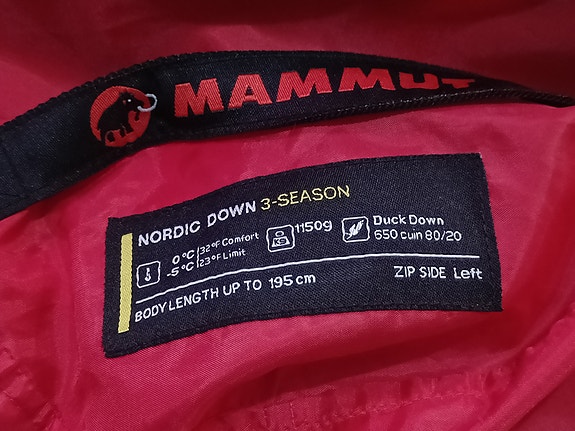 MAMMUT
NORDIC DOWN 3-SEASON
0°C/32°F Comfort
-5°C/23°F Limit
1150g
Duck Down
650 cuin 80/20
BODY LENGTH UP TO 195cm
ZIP SIDE Left